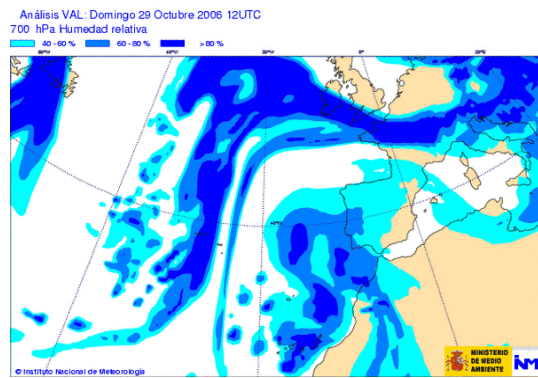 Análisis VAL: Domingo 29 Octubre 2006 12UTC
700 hPa Humedad relativa
40-60 % 60-80 % >80 %
© Instituto Nacional de Meteorología
MINISTERIO
DE MEDIO
AMBIENTE
INM